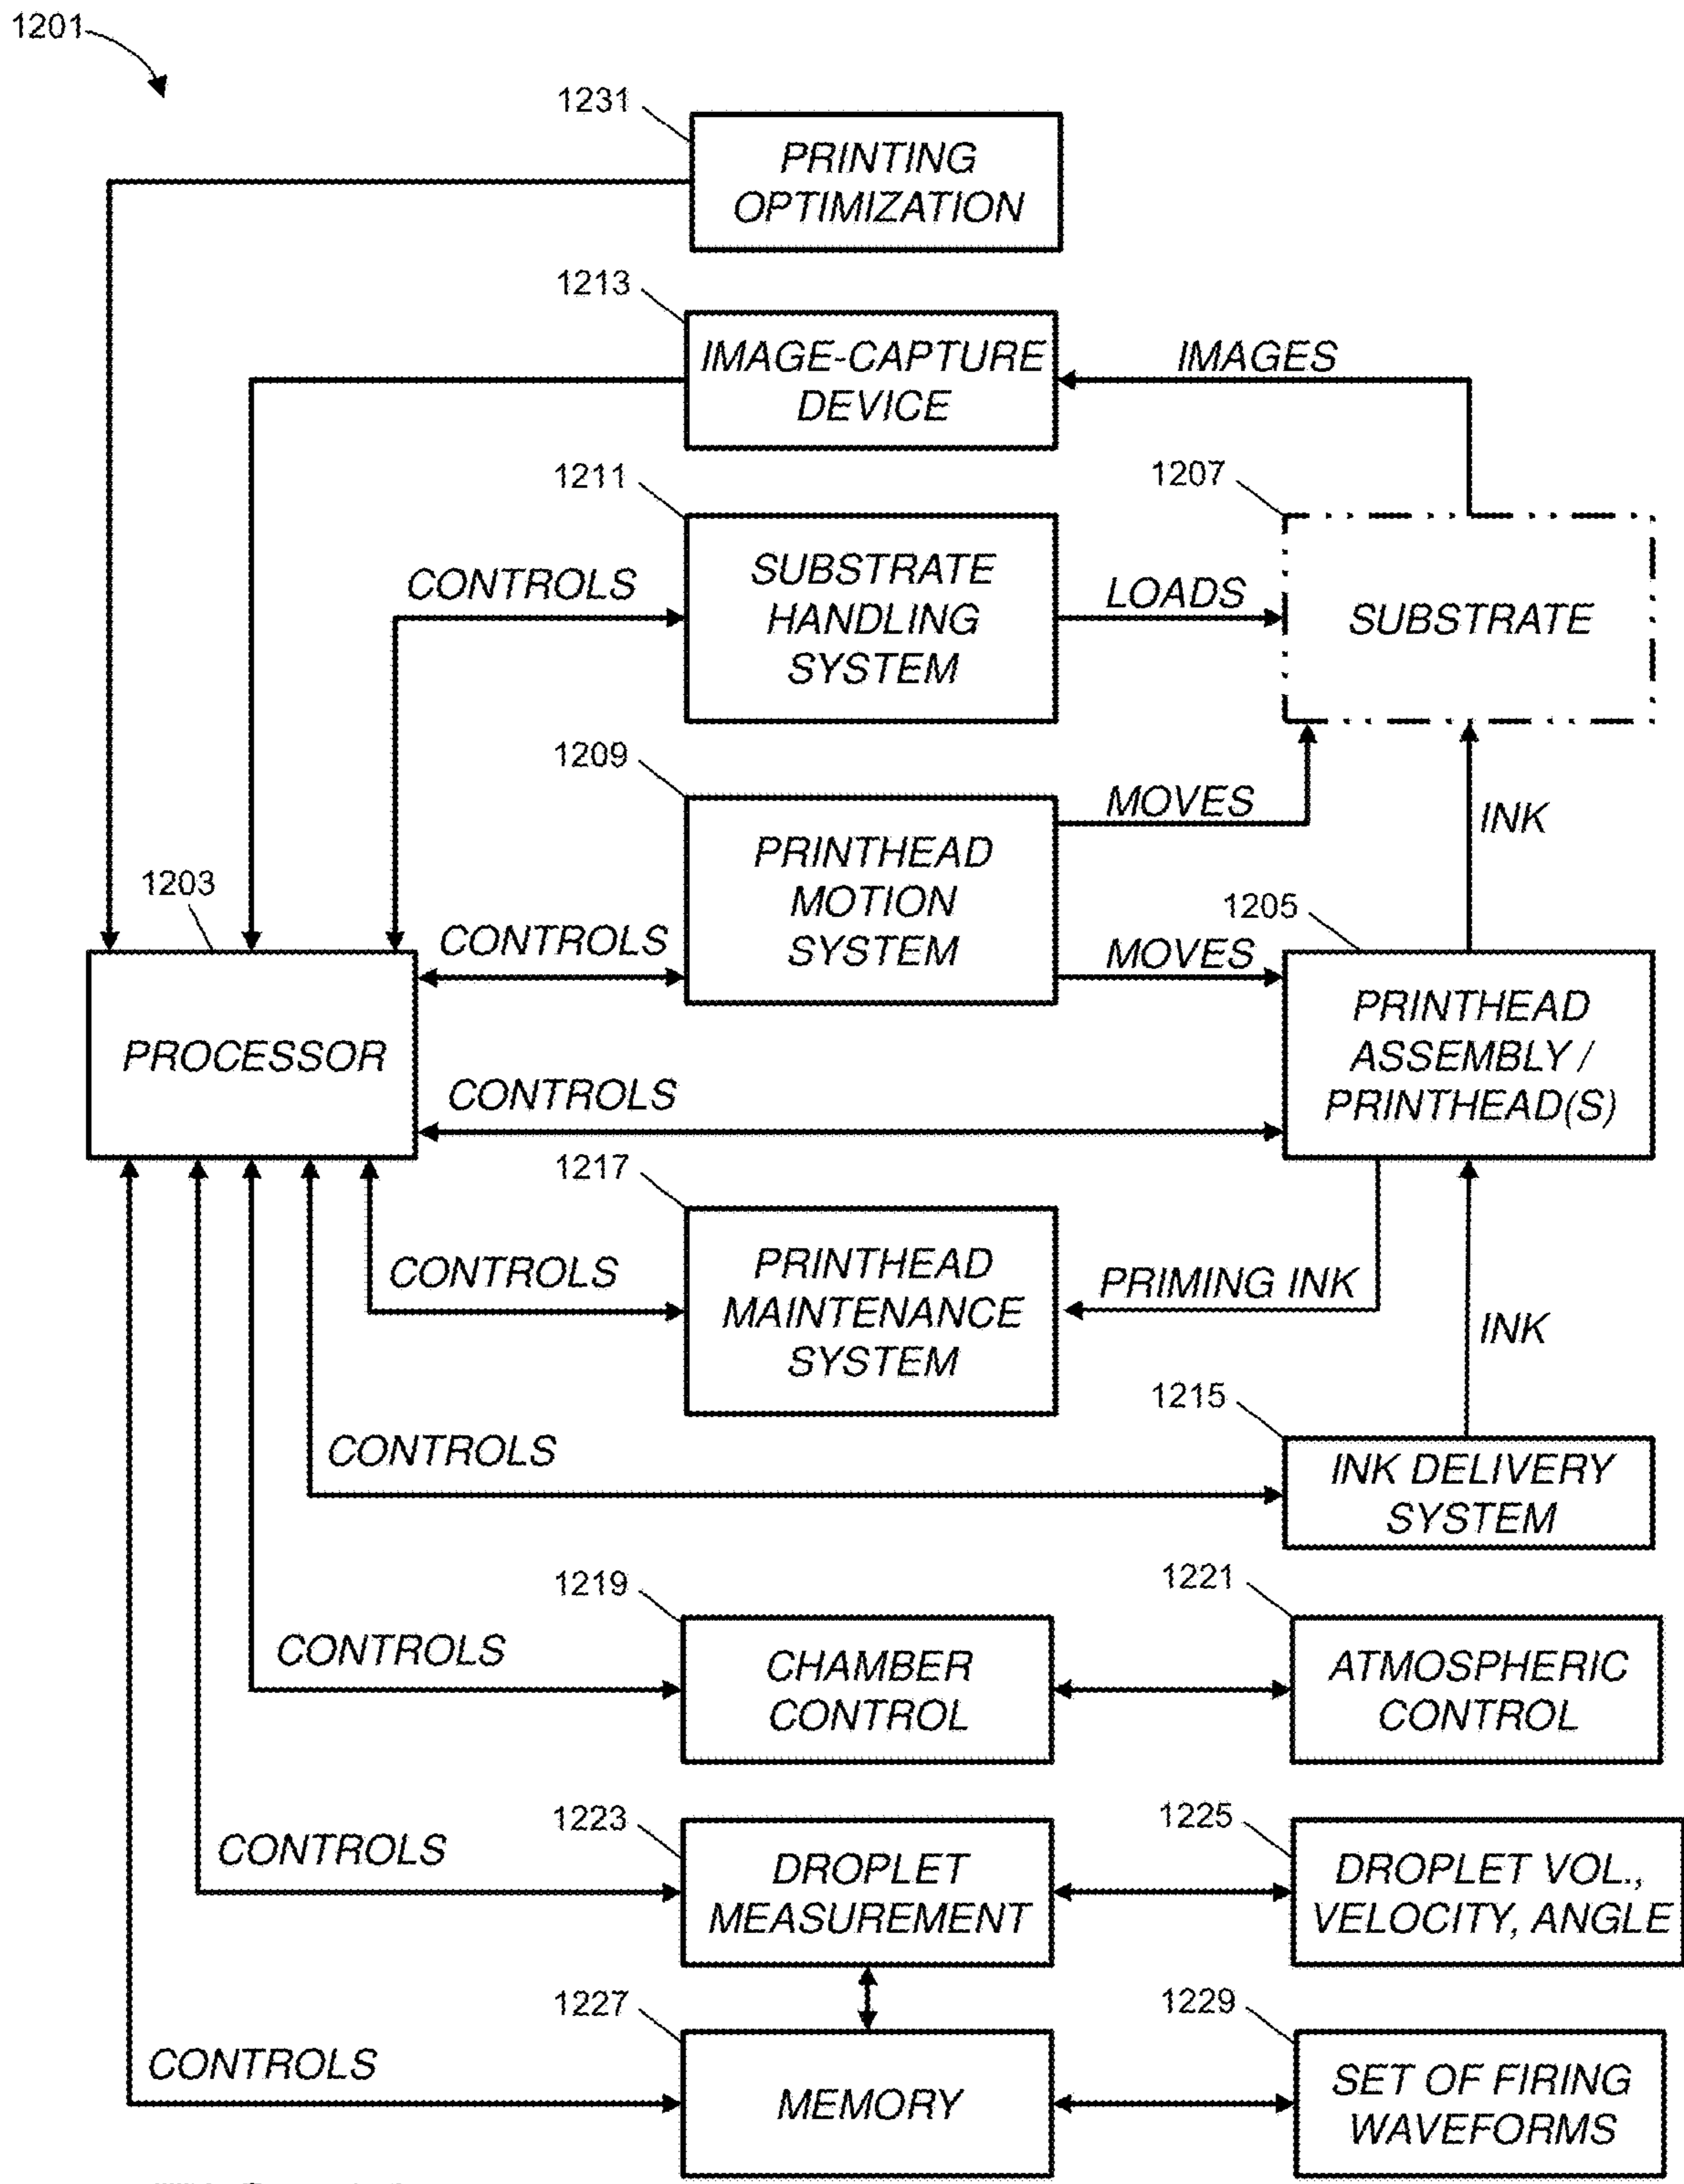 1201
1231
PRINTING
OPTIMIZATION
1213
IMAGE-CAPTURE
DEVICE
IMAGES
1211
1207
SUBSTRATE
HANDLING
SYSTEM
CONTROLS
LOADS
SUBSTRATE
1209
MOVES
PRINTHEAD
MOTION
SYSTEM
INK
1203
1205
CONTROLS
MOVES
PROCESSOR
PRINTHEAD
ASSEMBLY /
PRINTHEAD(S)
CONTROLS
1217
PRINTHEAD
MAINTENANCE
SYSTEM
CONTROLS
PRIMING INK
INK
1215
CONTROLS
INK DELIVERY
SYSTEM
1219
1221
CONTROLS
CHAMBER
CONTROL
ATMOSPHERIC
CONTROL
1223
1225
CONTROLS
DROPLET
MEASUREMENT
DROPLET VOL.,
VELOCITY, ANGLE
1227
1229
CONTROLS
MEMORY
SET OF FIRING
WAVEFORMS